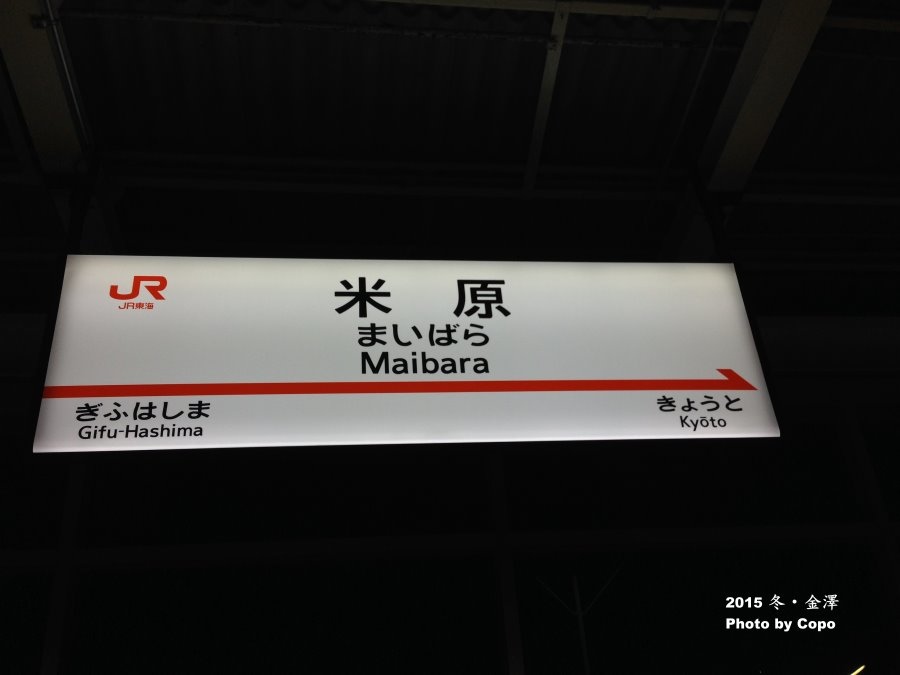 JR
JR東海
米原
まいばら
Maibara
ぎふはしま
Gifu-Hashima
きょうと
Kyōto
2015 冬・金澤
Photo by Copo